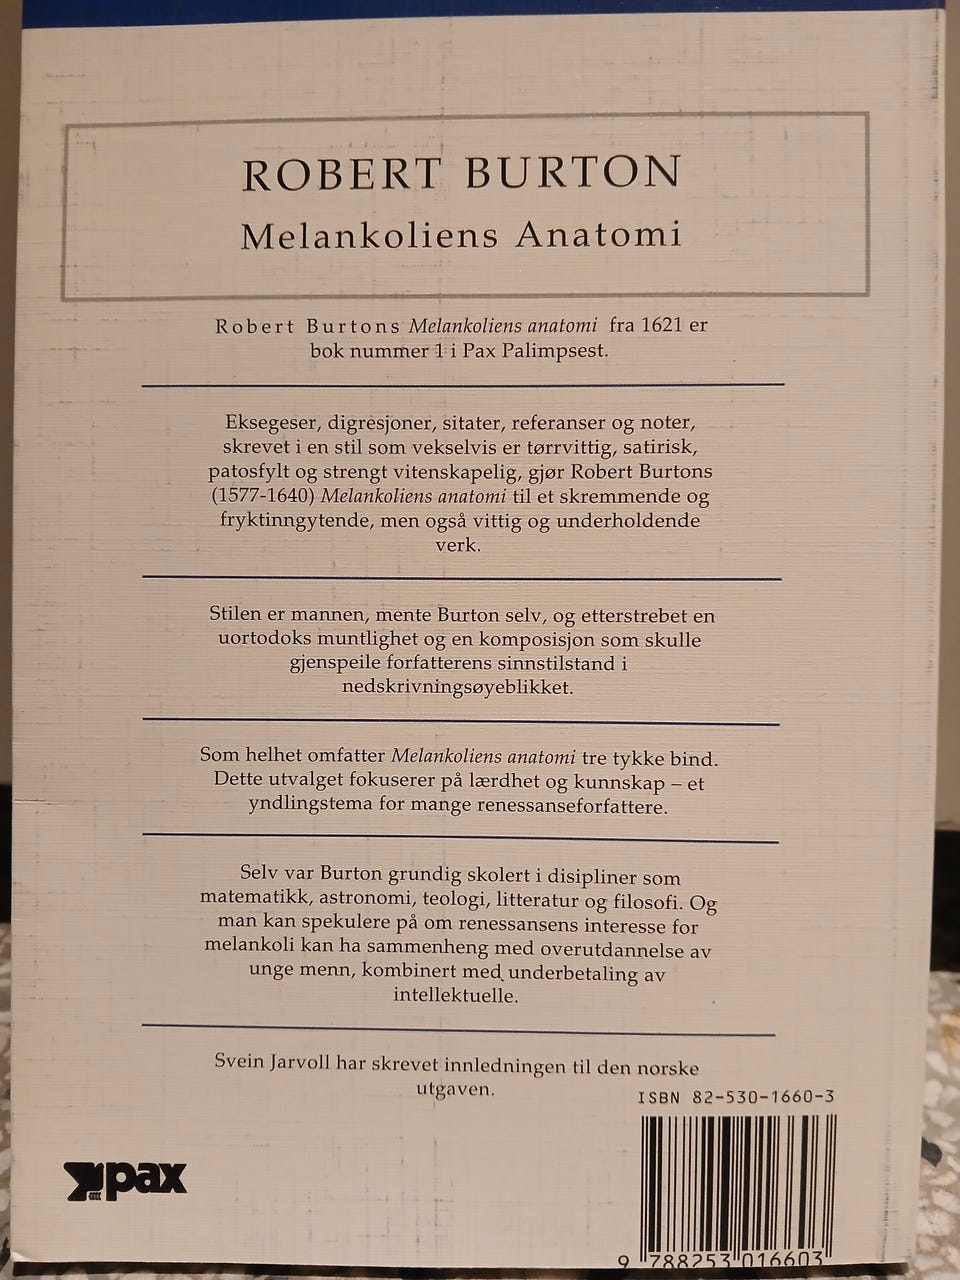 ROBERT BURTON
Melankoliens Anatomi
Robert Burtons Melankoliens anatomi fra 1621 er
bok nummer 1 i Pax Palimpsest.
Eksegeser, digresjoner, sitater, referanser og noter,
skrevet i en stil som vekselvis er tørrvittig, satirisk,
patosfylt og strengt vitenskapelig, gjør Robert Burtons
(1577-1640) Melankoliens anatomi til et skremmende og
fryktinngytende, men også vittig og underholdende
verk.
Stilen er mannen, mente Burton selv, og etterstrebet en
uortodoks muntlighet og en komposisjon som skulle
gjenspeile forfatterens sinnstilstand i
nedskrivningsøyeblikket.
Som helhet omfatter Melankoliens anatomi tre tykke bind.
Dette utvalget fokuserer på lærdhet og kunnskap – et
yndlingstema for mange renessanseforfattere.
Selv var Burton grundig skolert i disipliner som
matematikk, astronomi, teologi, litteratur og filosofi. Og
man kan spekulere på om renessansens interesse for
melankoli kan ha sammenheng med overutdannelse av
unge menn, kombinert med underbetaling av
intellektuelle.
Svein Jarvoll har skrevet innledningen til den norske
utgaven.
ISBN 82-530-1660-3
pax
9 788253 016603